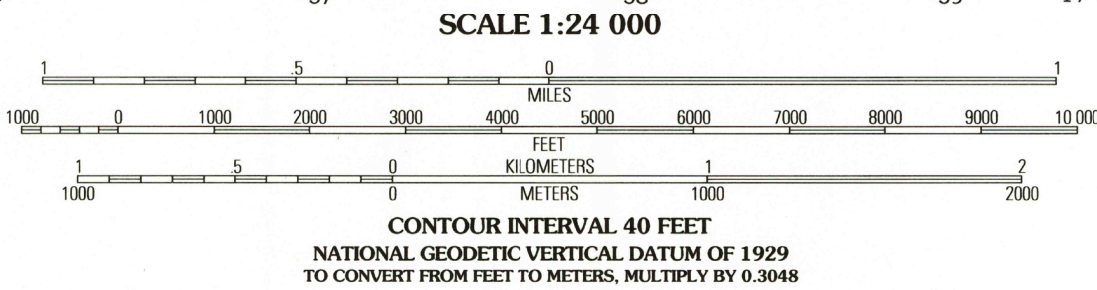 SCALE 1:24 000
1 .5 0 1
MILES
1000 0 1000 2000 3000 4000 5000 6000 7000 8000 9000 10 000
FEET
1 .5 0 KILOMETERS 1 2
1000 0 METERS 1000 2000
CONTOUR INTERVAL 40 FEET
NATIONAL GEODETIC VERTICAL DATUM OF 1929
TO CONVERT FROM FEET TO METERS, MULTIPLY BY 0.3048